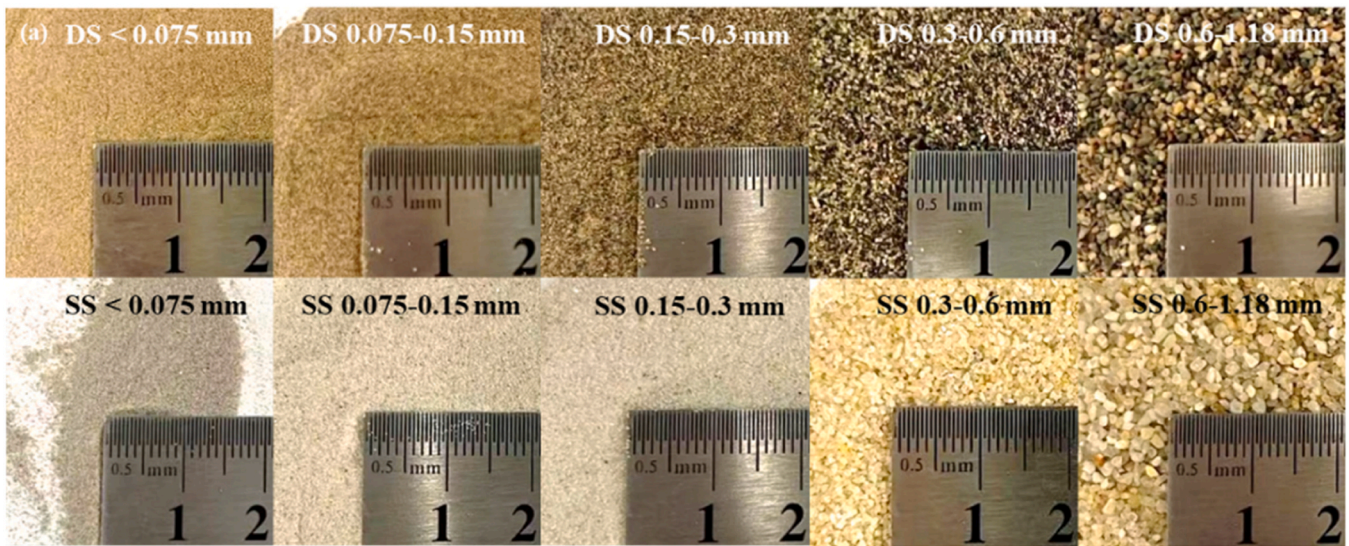 (a) DS < 0.075 mm
DS 0.075-0.15 mm
DS 0.15-0.3 mm
DS 0.3-0.6 mm
DS 0.6-1.18 mm
0.5 mm
1 2
0.5 mm
1 2
0.5 mm
1 2
0.5 mm
1 2
0.5 mm
1 2
SS < 0.075 mm
SS 0.075-0.15 mm
SS 0.15-0.3 mm
SS 0.3-0.6 mm
SS 0.6-1.18 mm
0.5 mm
1 2
0.5 mm
1 2
0.5 mm
1 2
0.5 mm
1 2
0.5 mm
1 2